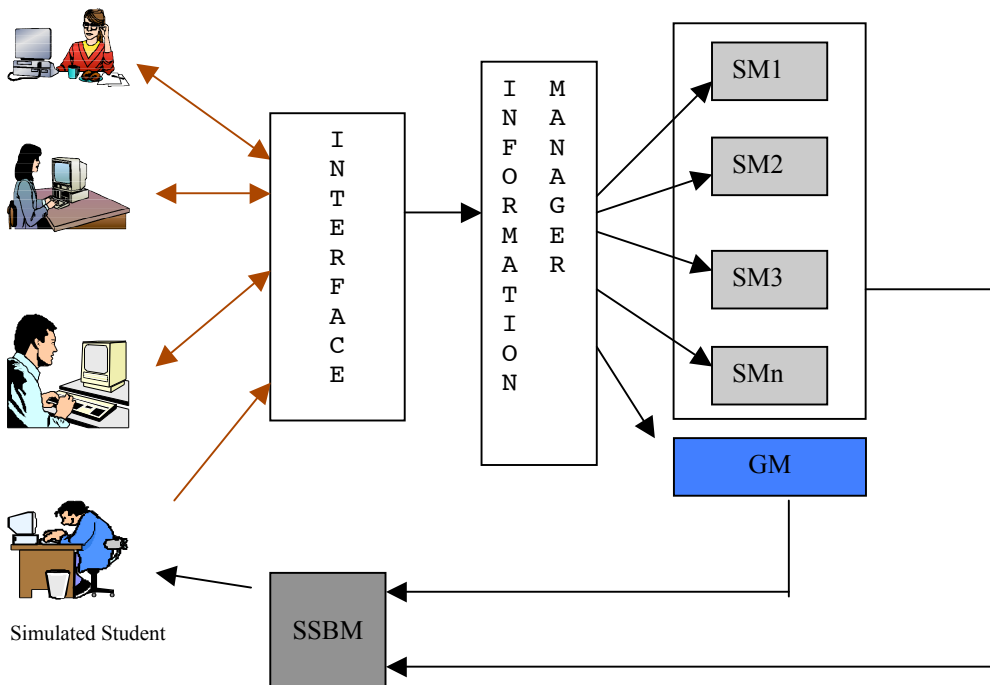 INTERFACE
INFORMATION
MANAGER
SM1
SM2
SM3
SMn
GM
SSBM
Simulated Student